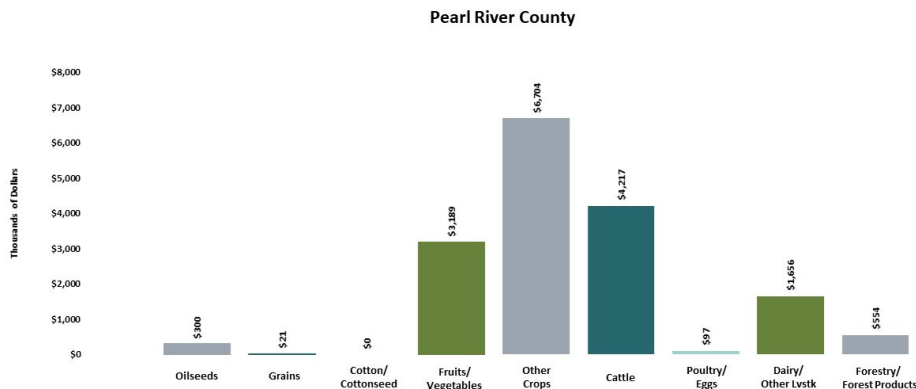 Pearl River County
Thousands of Dollars
$8,000
$7,000
$6,000
$5,000
$4,000
$3,000
$2,000
$1,000
$0
$300
$21
$0
$3,189
$6,704
$4,217
$97
$1,656
$554
Oilseeds
Grains
Cotton/
Cottonseed
Fruits/
Vegetables
Other
Crops
Cattle
Poultry/
Eggs
Dairy/
Other Lvstk
Forestry/
Forest Products